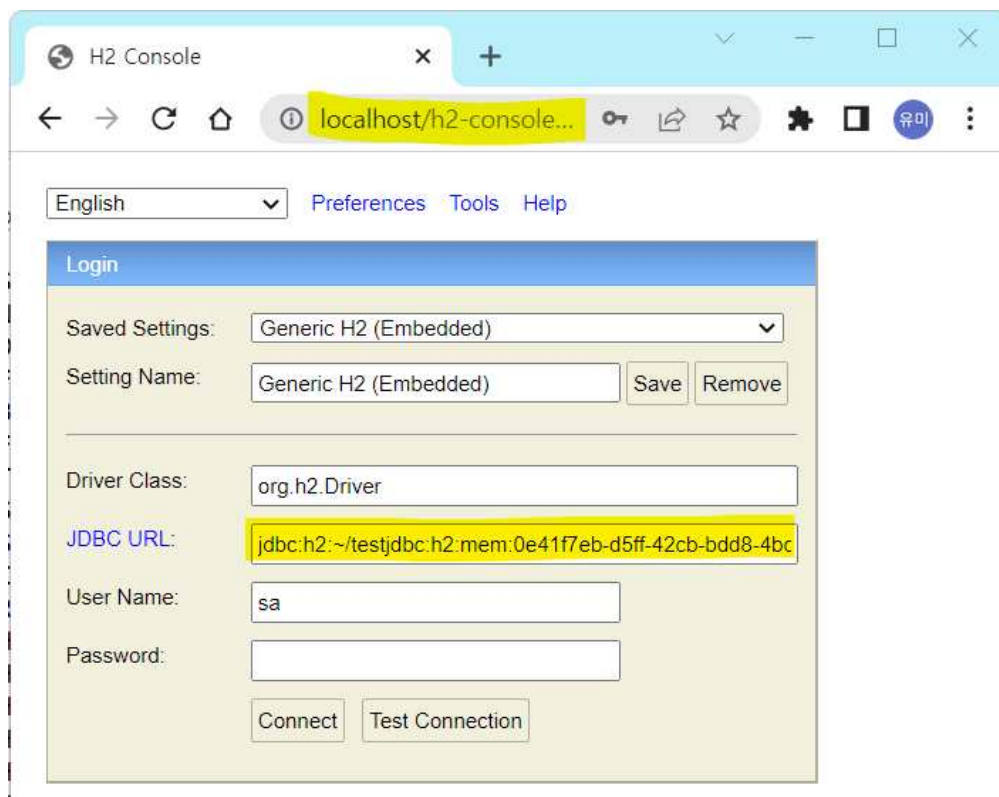 H2 Console
localhost/h2-console...
유미
English Preferences Tools Help
Login
Saved Settings: Generic H2 (Embedded)
Setting Name: Generic H2 (Embedded) Save Remove
Driver Class: org.h2.Driver
JDBC URL: jdbc:h2:~/testjdbc:h2:mem:0e41f7eb-d5ff-42cb-bdd8-4bc
User Name: sa
Password:
Connect Test Connection